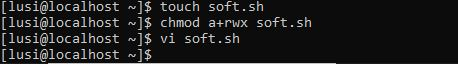 [lusi@localhost ~]$ touch soft.sh
[lusi@localhost ~]$ chmod a+rwx soft.sh
[lusi@localhost ~]$ vi soft.sh
[lusi@localhost ~]$